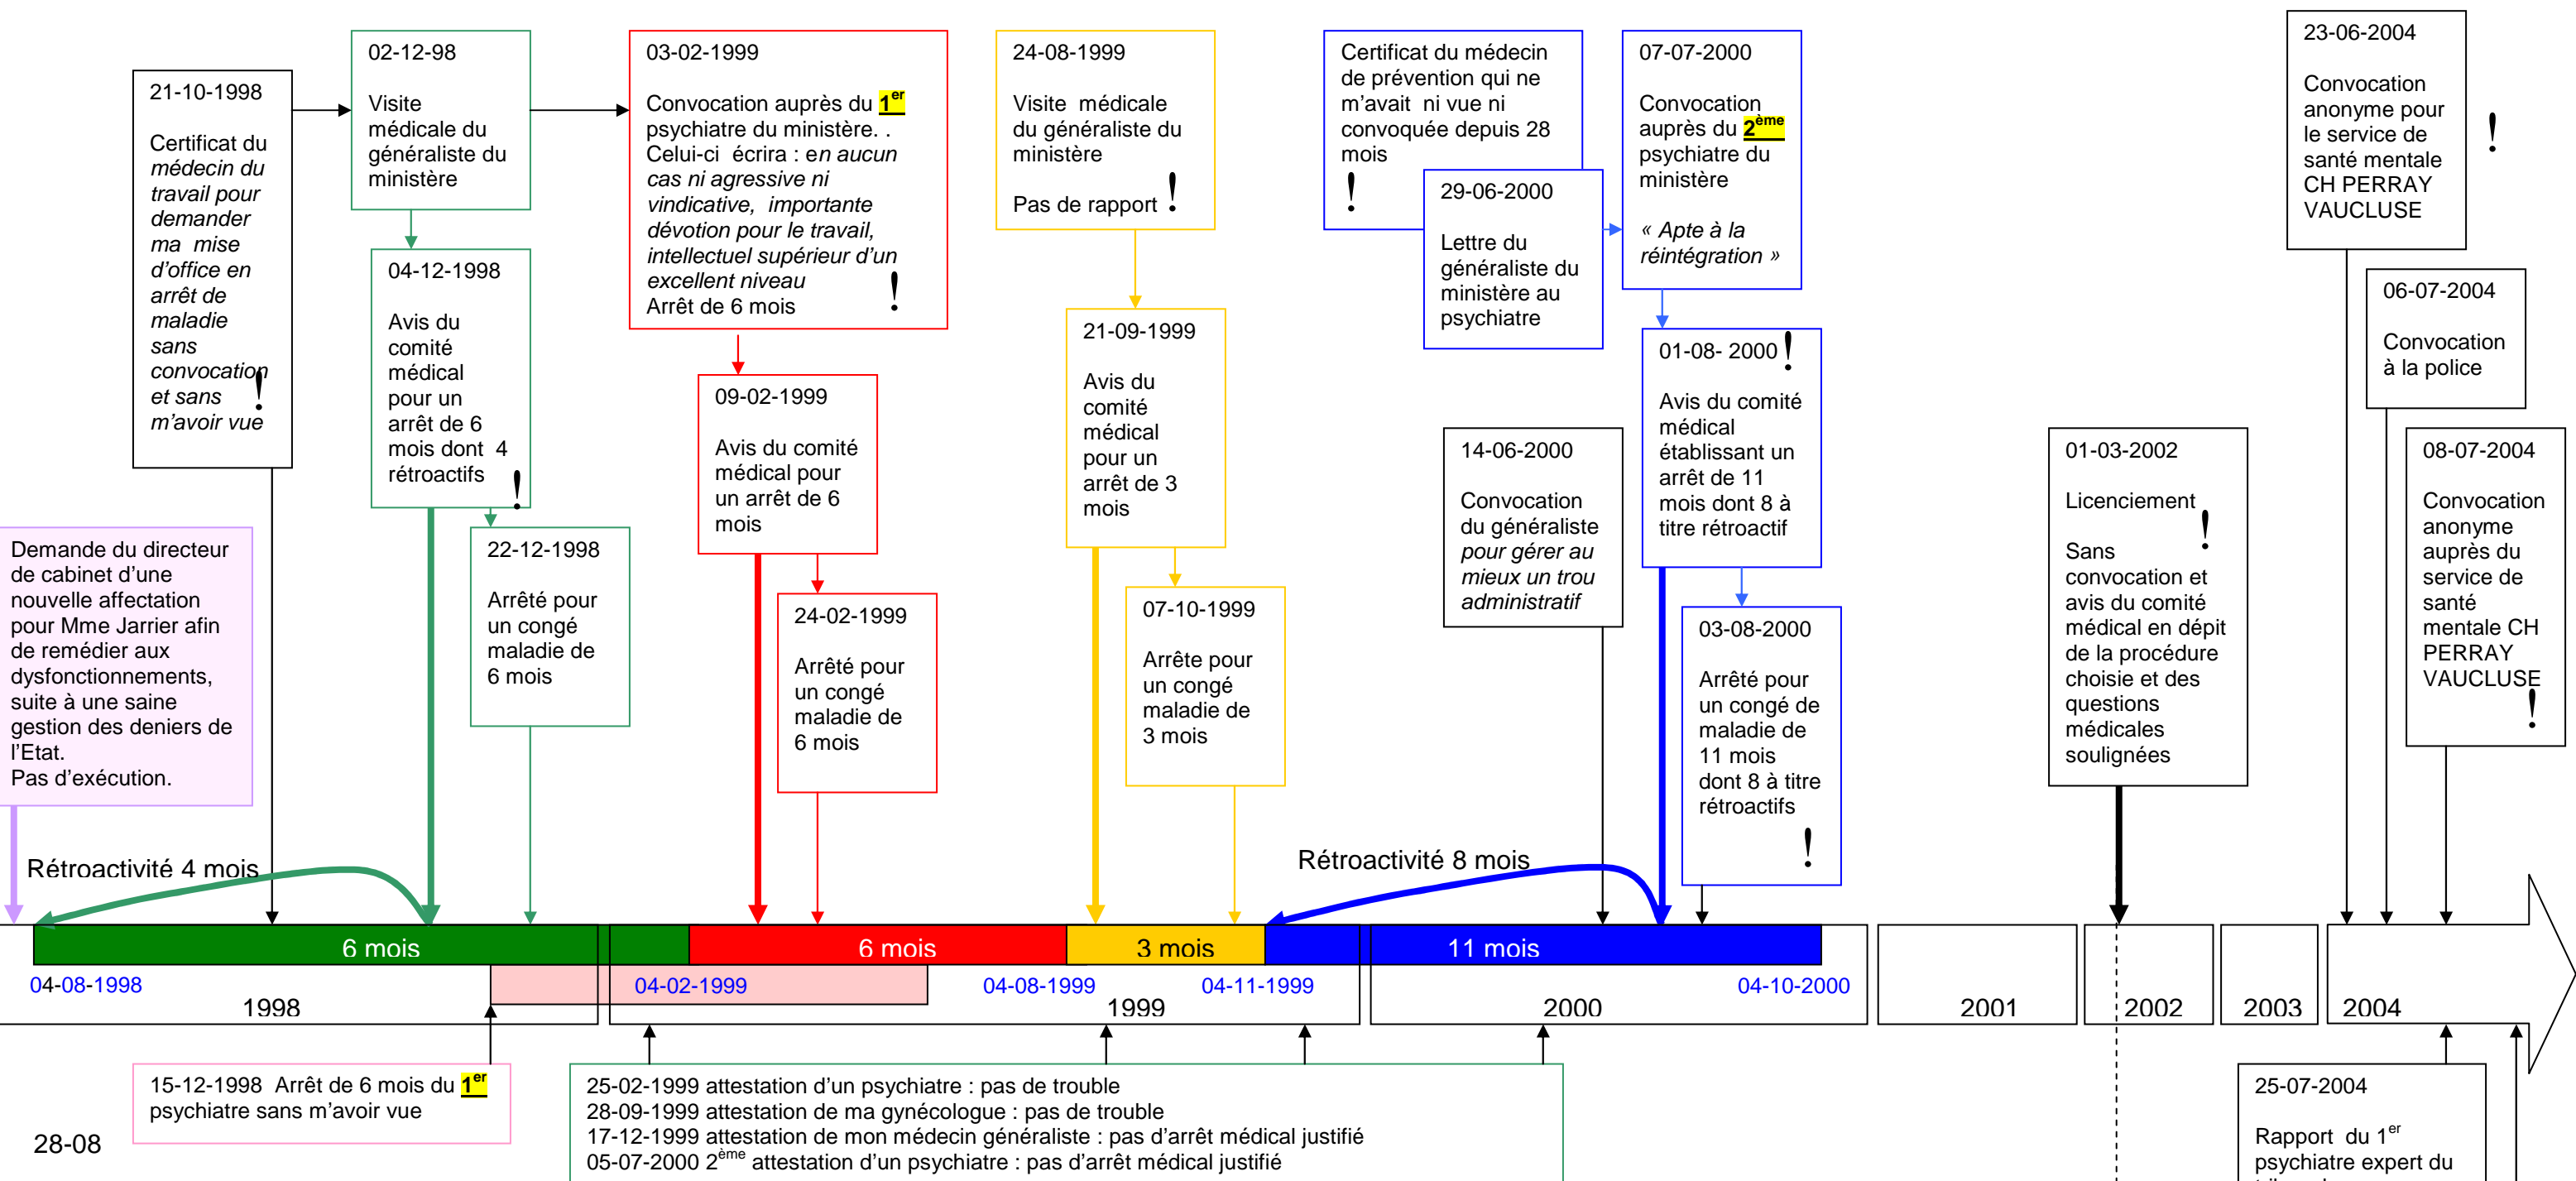 21-10-1998
Certificat du
médecin du
travail pour
demander
ma mise
d'office en
arrêt de
maladie
sans
convocation
et sans
m'avoir vue
!
02-12-98
Visite
médicale du
généraliste du
ministère
04-12-1998
Avis du
comité
médical
pour un
arrêt de 6
mois dont 4
rétroactifs
!
22-12-1998
Arrêté pour
un congé
maladie de
6 mois
03-02-1999
Convocation auprès du 1er
psychiatre du ministère. .
Celui-ci écrira : en aucun
cas ni agressive ni
vindicative, importante
dévotion pour le travail,
intellectuel supérieur d'un
excellent niveau
Arrêt de 6 mois
!
09-02-1999
Avis du comité
médical pour
un arrêt de 6
mois
24-02-1999
Arrêté pour
un congé
maladie de
6 mois
24-08-1999
Visite médicale
du généraliste du
ministère
Pas de rapport !
21-09-1999
Avis du
comité
médical
pour un
arrêt de 3
mois
07-10-1999
Arrête pour
un congé
maladie de
3 mois
Certificat du médecin
de prévention qui ne
m'avait ni vue ni
convoquée depuis 28
mois
!
29-06-2000
Lettre du
généraliste du
ministère au
psychiatre
07-07-2000
Convocation
auprès du 2ème
psychiatre du
ministère
« Apte à la
réintégration »
14-06-2000
Convocation
du généraliste
pour gérer au
mieux un trou
administratif
01-08- 2000 !
Avis du comité
médical
établissant un
arrêt de 11
mois dont 8 à
titre rétroactif
03-08-2000
Arrêté pour
un congé de
maladie de
11 mois
dont 8 à titre
rétroactifs
!
01-03-2002
Licenciement !
Sans
convocation et
avis du comité
médical en dépit
de la procédure
choisie et des
questions
médicales
soulignées
23-06-2004
Convocation
anonyme pour
le service de
santé mentale
CH PERRAY
VAUCLUSE
!
06-07-2004
Convocation
à la police
08-07-2004
Convocation
anonyme
auprès du
service de
santé
mentale CH
PERRAY
VAUCLUSE
!
Demande du directeur
de cabinet d'une
nouvelle affectation
pour Mme Jarrier afin
de remédier aux
dysfonctionnements,
suite à une saine
gestion des deniers de
l'Etat.
Pas d'exécution.
Rétroactivité 4 mois
Rétroactivité 8 mois
6 mois
6 mois
3 mois
11 mois
04-08-1998
04-02-1999
04-08-1999
04-11-1999
04-10-2000
1998
1999
2000
2001
2002
2003
2004
15-12-1998 Arrêt de 6 mois du 1er
psychiatre sans m'avoir vue
28-08
25-02-1999 attestation d'un psychiatre : pas de trouble
28-09-1999 attestation de ma gynécologue : pas de trouble
17-12-1999 attestation de mon médecin généraliste : pas d'arrêt médical justifié
05-07-2000 2ème attestation d'un psychiatre : pas d'arrêt médical justifié
25-07-2004
Rapport du 1er
psychiatre expert du